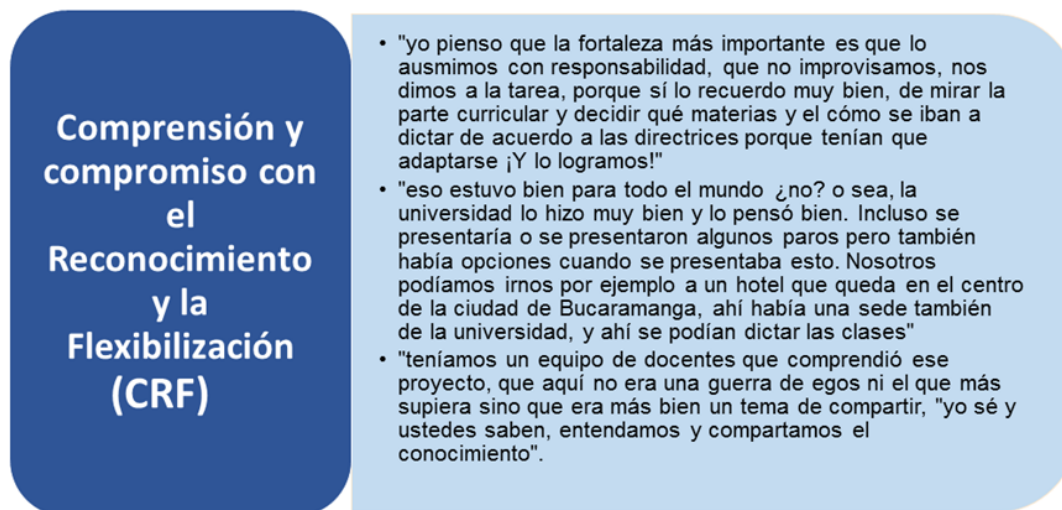 Comprensión y
compromiso con
el
Reconocimiento
y la
Flexibilización
(CRF)
• "yo pienso que la fortaleza más importante es que lo
ausmimos con responsabilidad, que no improvisamos, nos
dimos a la tarea, porque sí lo recuerdo muy bien, de mirar la
parte curricular y decidir qué materias y el cómo se iban a
dictar de acuerdo a las directrices porque tenían que
adaptarse ¡Y lo logramos!"
• "eso estuvo bien para todo el mundo ¿no? o sea, la
universidad lo hizo muy bien y lo pensó bien. Incluso se
presentaría o se presentaron algunos paros pero también
había opciones cuando se presentaba esto. Nosotros
podíamos irnos por ejemplo a un hotel que queda en el centro
de la ciudad de Bucaramanga, ahí había una sede también
de la universidad, y ahí se podían dictar las clases"
• "teníamos un equipo de docentes que comprendió ese
proyecto, que aquí no era una guerra de egos ni el que más
supiera sino que era más bien un tema de compartir, "yo sé y
ustedes saben, entendamos y compartamos el
conocimiento".